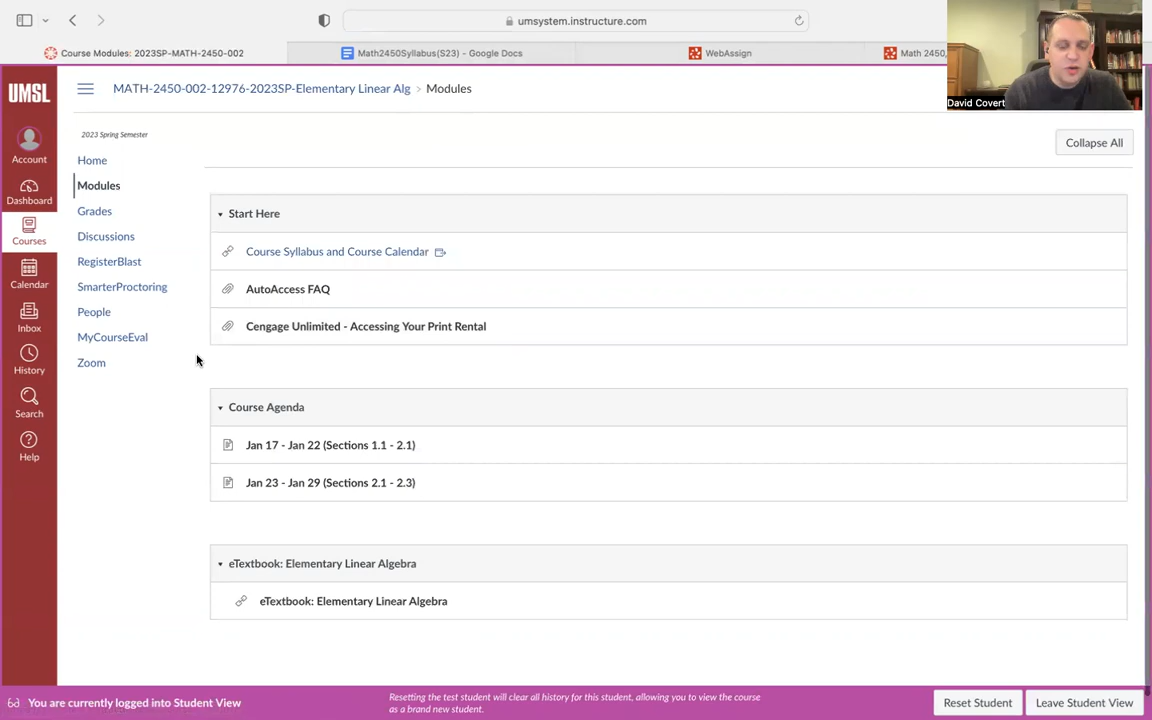 umsystem.instructure.com
Course Modules: 2023SP-MATH-2450-002
Math2450Syllabus(S23) - Google Docs
WebAssign
Math 2450,
David Covert
UMSL
MATH-2450-002-12976-2023SP-Elementary Linear Alg > Modules
Account
Dashboard
Courses
Calendar
Inbox
History
Search
Help
2023 Spring Semester
Home
Modules
Grades
Discussions
RegisterBlast
SmarterProctoring
People
MyCourseEval
Zoom
Collapse All
Start Here
Course Syllabus and Course Calendar
AutoAccess FAQ
Cengage Unlimited - Accessing Your Print Rental
Course Agenda
Jan 17 - Jan 22 (Sections 1.1 - 2.1)
Jan 23 - Jan 29 (Sections 2.1 - 2.3)
eTextbook: Elementary Linear Algebra
eTextbook: Elementary Linear Algebra
You are currently logged into Student View
Resetting the test student will clear all history for this student, allowing you to view the course
as a brand new student.
Reset Student
Leave Student View